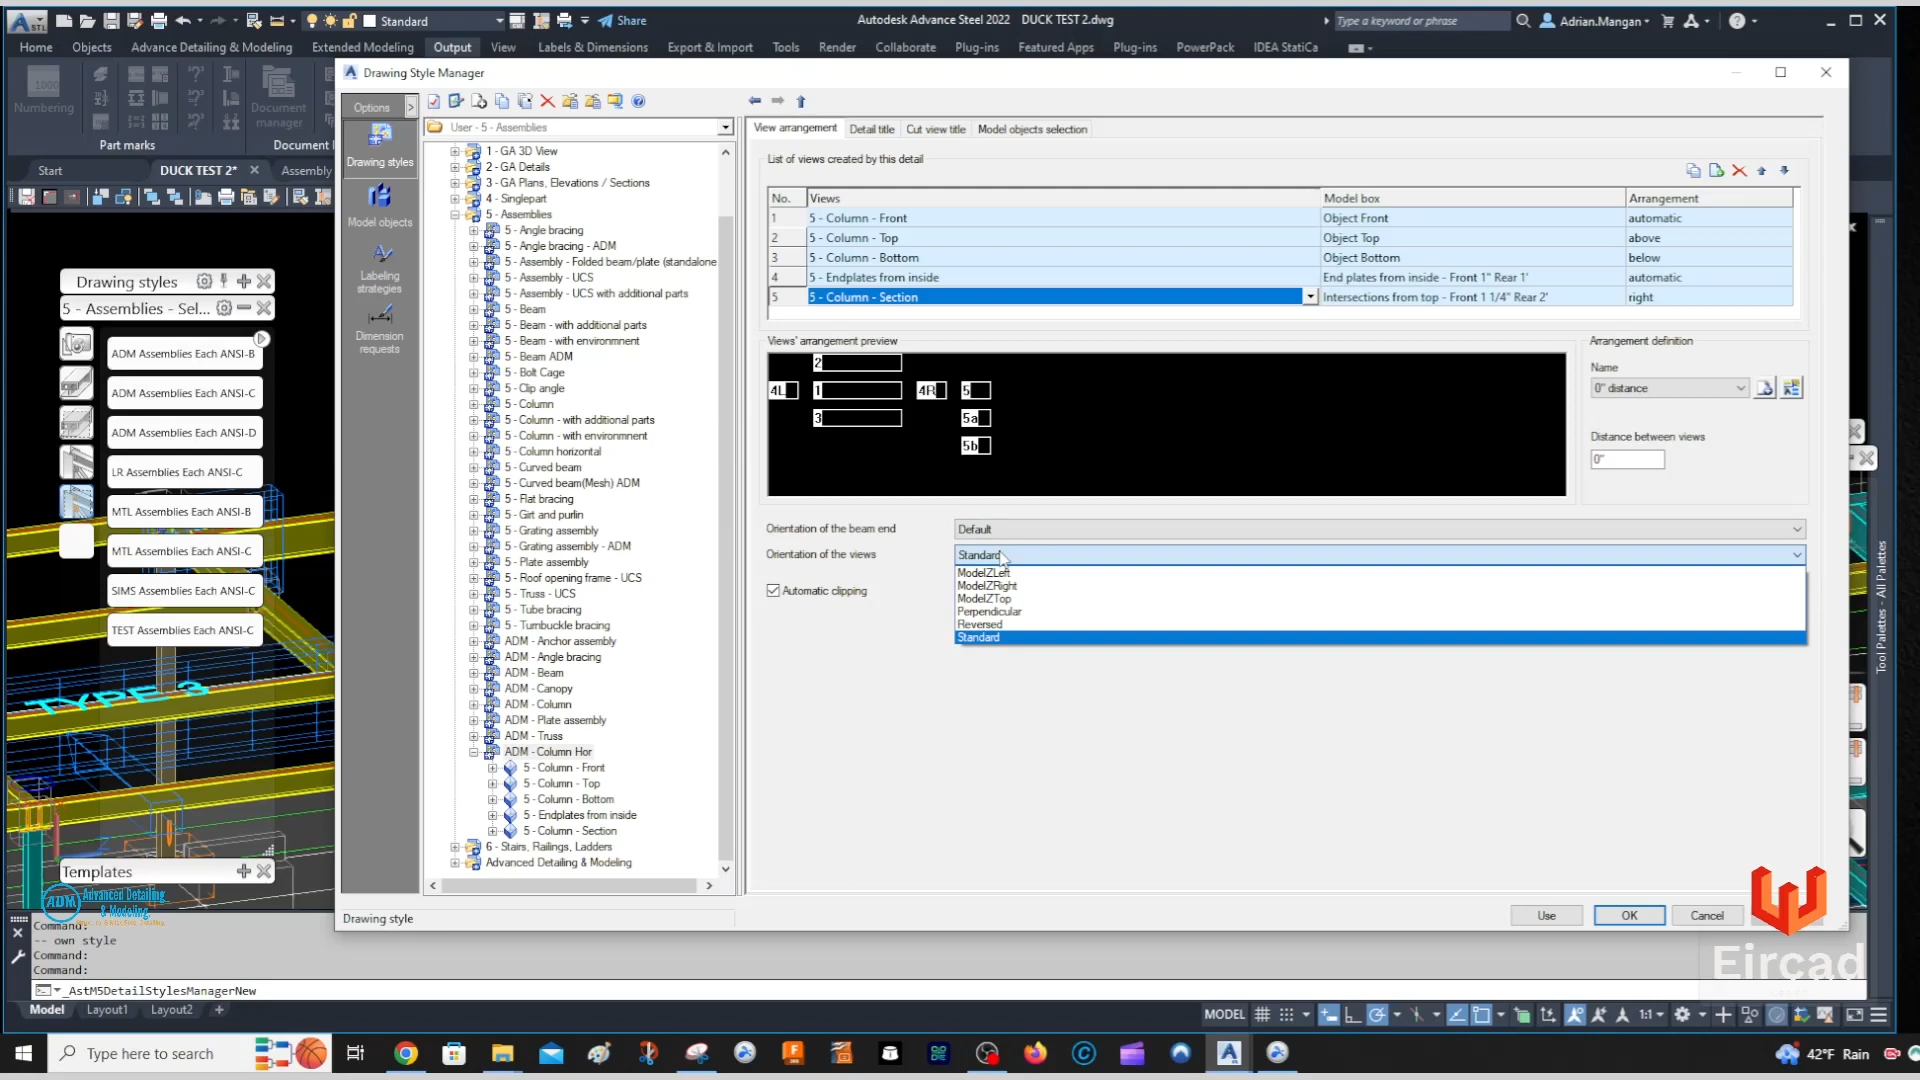 Standard
Share
Autodesk Advance Steel 2022 DUCK TEST 2.dwg
Type a keyword or phrase
Adrian.Mangan
Home Objects Advance Detailing & Modeling Extended Modeling Output View Labels & Dimensions Export & Import Tools Render Collaborate Plug-ins Featured Apps Plug-ins PowerPack IDEA StatiCa
Numbering
Part marks
Document manager
Document
Start DUCK TEST 2* Assembly
Drawing Style Manager
Options
Drawing styles
Model objects
Labeling strategies
Dimension requests
User - 5 - Assemblies
1 - GA 3D View
2 - GA Details
3 - GA Plans, Elevations / Sections
4 - Singlepart
5 - Assemblies
5 - Angle bracing
5 - Angle bracing - ADM
5 - Assembly - Folded beam/plate (standalone
5 - Assembly - UCS
5 - Assembly - UCS with additional parts
5 - Beam
5 - Beam - with additional parts
5 - Beam - with environmnent
5 - Beam ADM
5 - Bolt Cage
5 - Clip angle
5 - Column
5 - Column - with additional parts
5 - Column - with environmnent
5 - Column horizontal
5 - Curved beam
5 - Curved beam(Mesh) ADM
5 - Flat bracing
5 - Girt and purlin
5 - Grating assembly
5 - Grating assembly - ADM
5 - Plate assembly
5 - Roof opening frame - UCS
5 - Truss - UCS
5 - Tube bracing
5 - Turnbuckle bracing
ADM - Anchor assembly
ADM - Angle bracing
ADM - Beam
ADM - Canopy
ADM - Column
ADM - Plate assembly
ADM - Truss
ADM - Column Hor
5 - Column - Front
5 - Column - Top
5 - Column - Bottom
5 - Endplates from inside
5 - Column - Section
6 - Stairs, Railings, Ladders
Advanced Detailing & Modeling
View arrangement Detail title Cut view title Model objects selection
List of views created by this detail
No. Views Model box Arrangement
1 5 - Column - Front Object Front automatic
2 5 - Column - Top Object Top above
3 5 - Column - Bottom Object Bottom below
4 5 - Endplates from inside End plates from inside - Front 1" Rear 1' automatic
5 5 - Column - Section Intersections from top - Front 1 1/4" Rear 2' right
Views' arrangement preview
2
4L 1 4R 5
3 5a
5b
Arrangement definition
Name
0" distance
Distance between views
0"
Orientation of the beam end Default
Orientation of the views Standard
ModelZLeft
ModelZRight
ModelZTop
Perpendicular
Reversed
Standard
Automatic clipping
Drawing style
Use OK Cancel
Drawing styles
5 - Assemblies - Sel...
ADM Assemblies Each ANSI-B
ADM Assemblies Each ANSI-C
ADM Assemblies Each ANSI-D
LR Assemblies Each ANSI-C
MTL Assemblies Each ANSI-B
MTL Assemblies Each ANSI-C
SIMS Assemblies Each ANSI-C
TEST Assemblies Each ANSI-C
TYPE 3
Templates
ADM Advanced Detailing
& Modeling.
Tool Palettes - All Palettes
Eircad
Command:
-- own style
Command:
Command:
_AstM5DetailStylesManagerNew
Model Layout1 Layout2
MODEL 1:1
Type here to search
42°F Rain